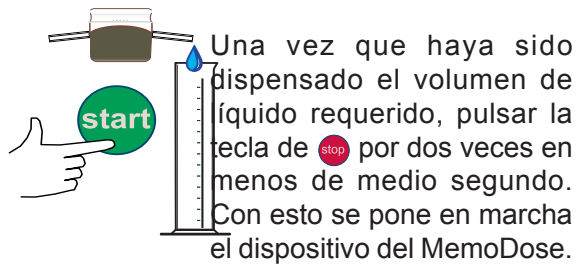 Una vez que haya sido
dispensado el volumen de
líquido requerido, pulsar la
start
tecla de stop por dos veces en
menos de medio segundo.
Con esto se pone en marcha
el dispositivo del MemoDose.